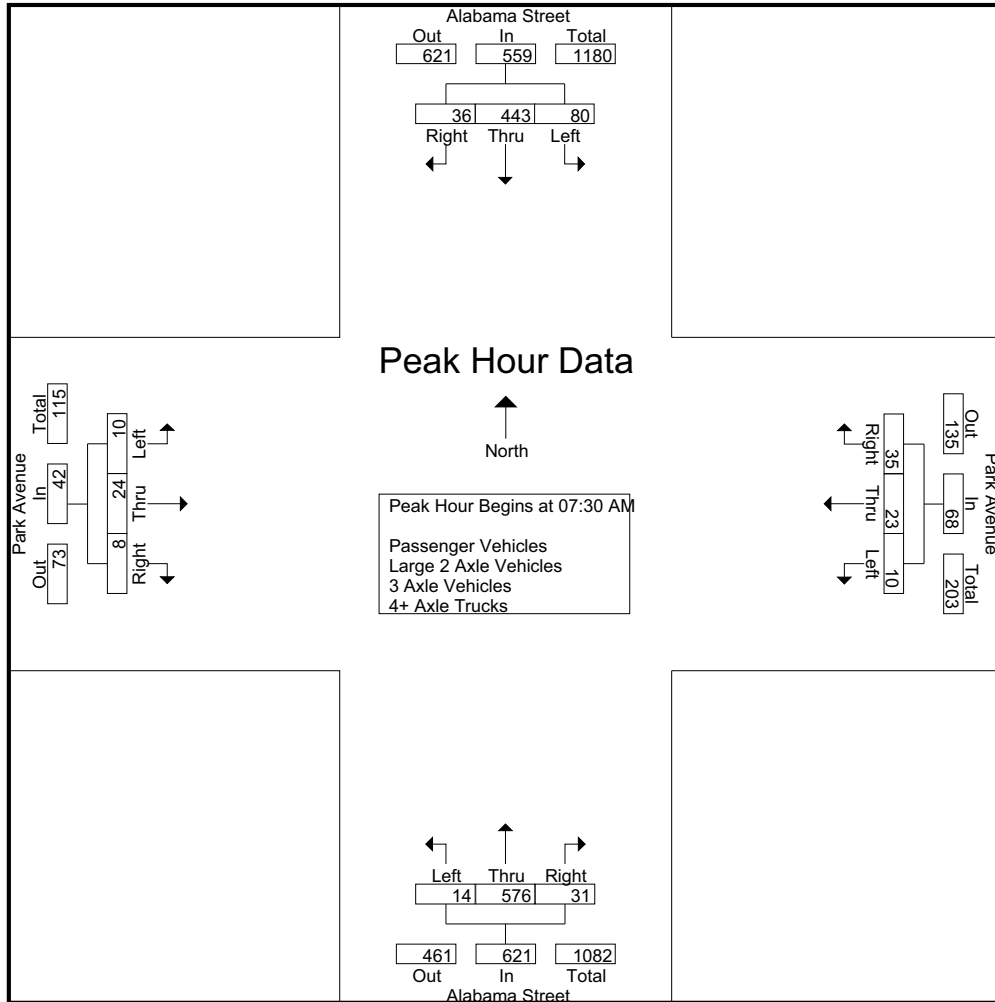 Alabama Street
Out In Total
621 559 1180
36 443 80
Right Thru Left
Peak Hour Data
North
Peak Hour Begins at 07:30 AM
Passenger Vehicles
Large 2 Axle Vehicles
3 Axle Vehicles
4+ Axle Trucks
Park Avenue
Out In Total
73 42 115
10 24 8
Left Thru Right
Park Avenue
Out In Total
135 68 203
35 23 10
Right Thru Left
Left Thru Right
14 576 31
461 621 1082
Out In Total
Alabama Street